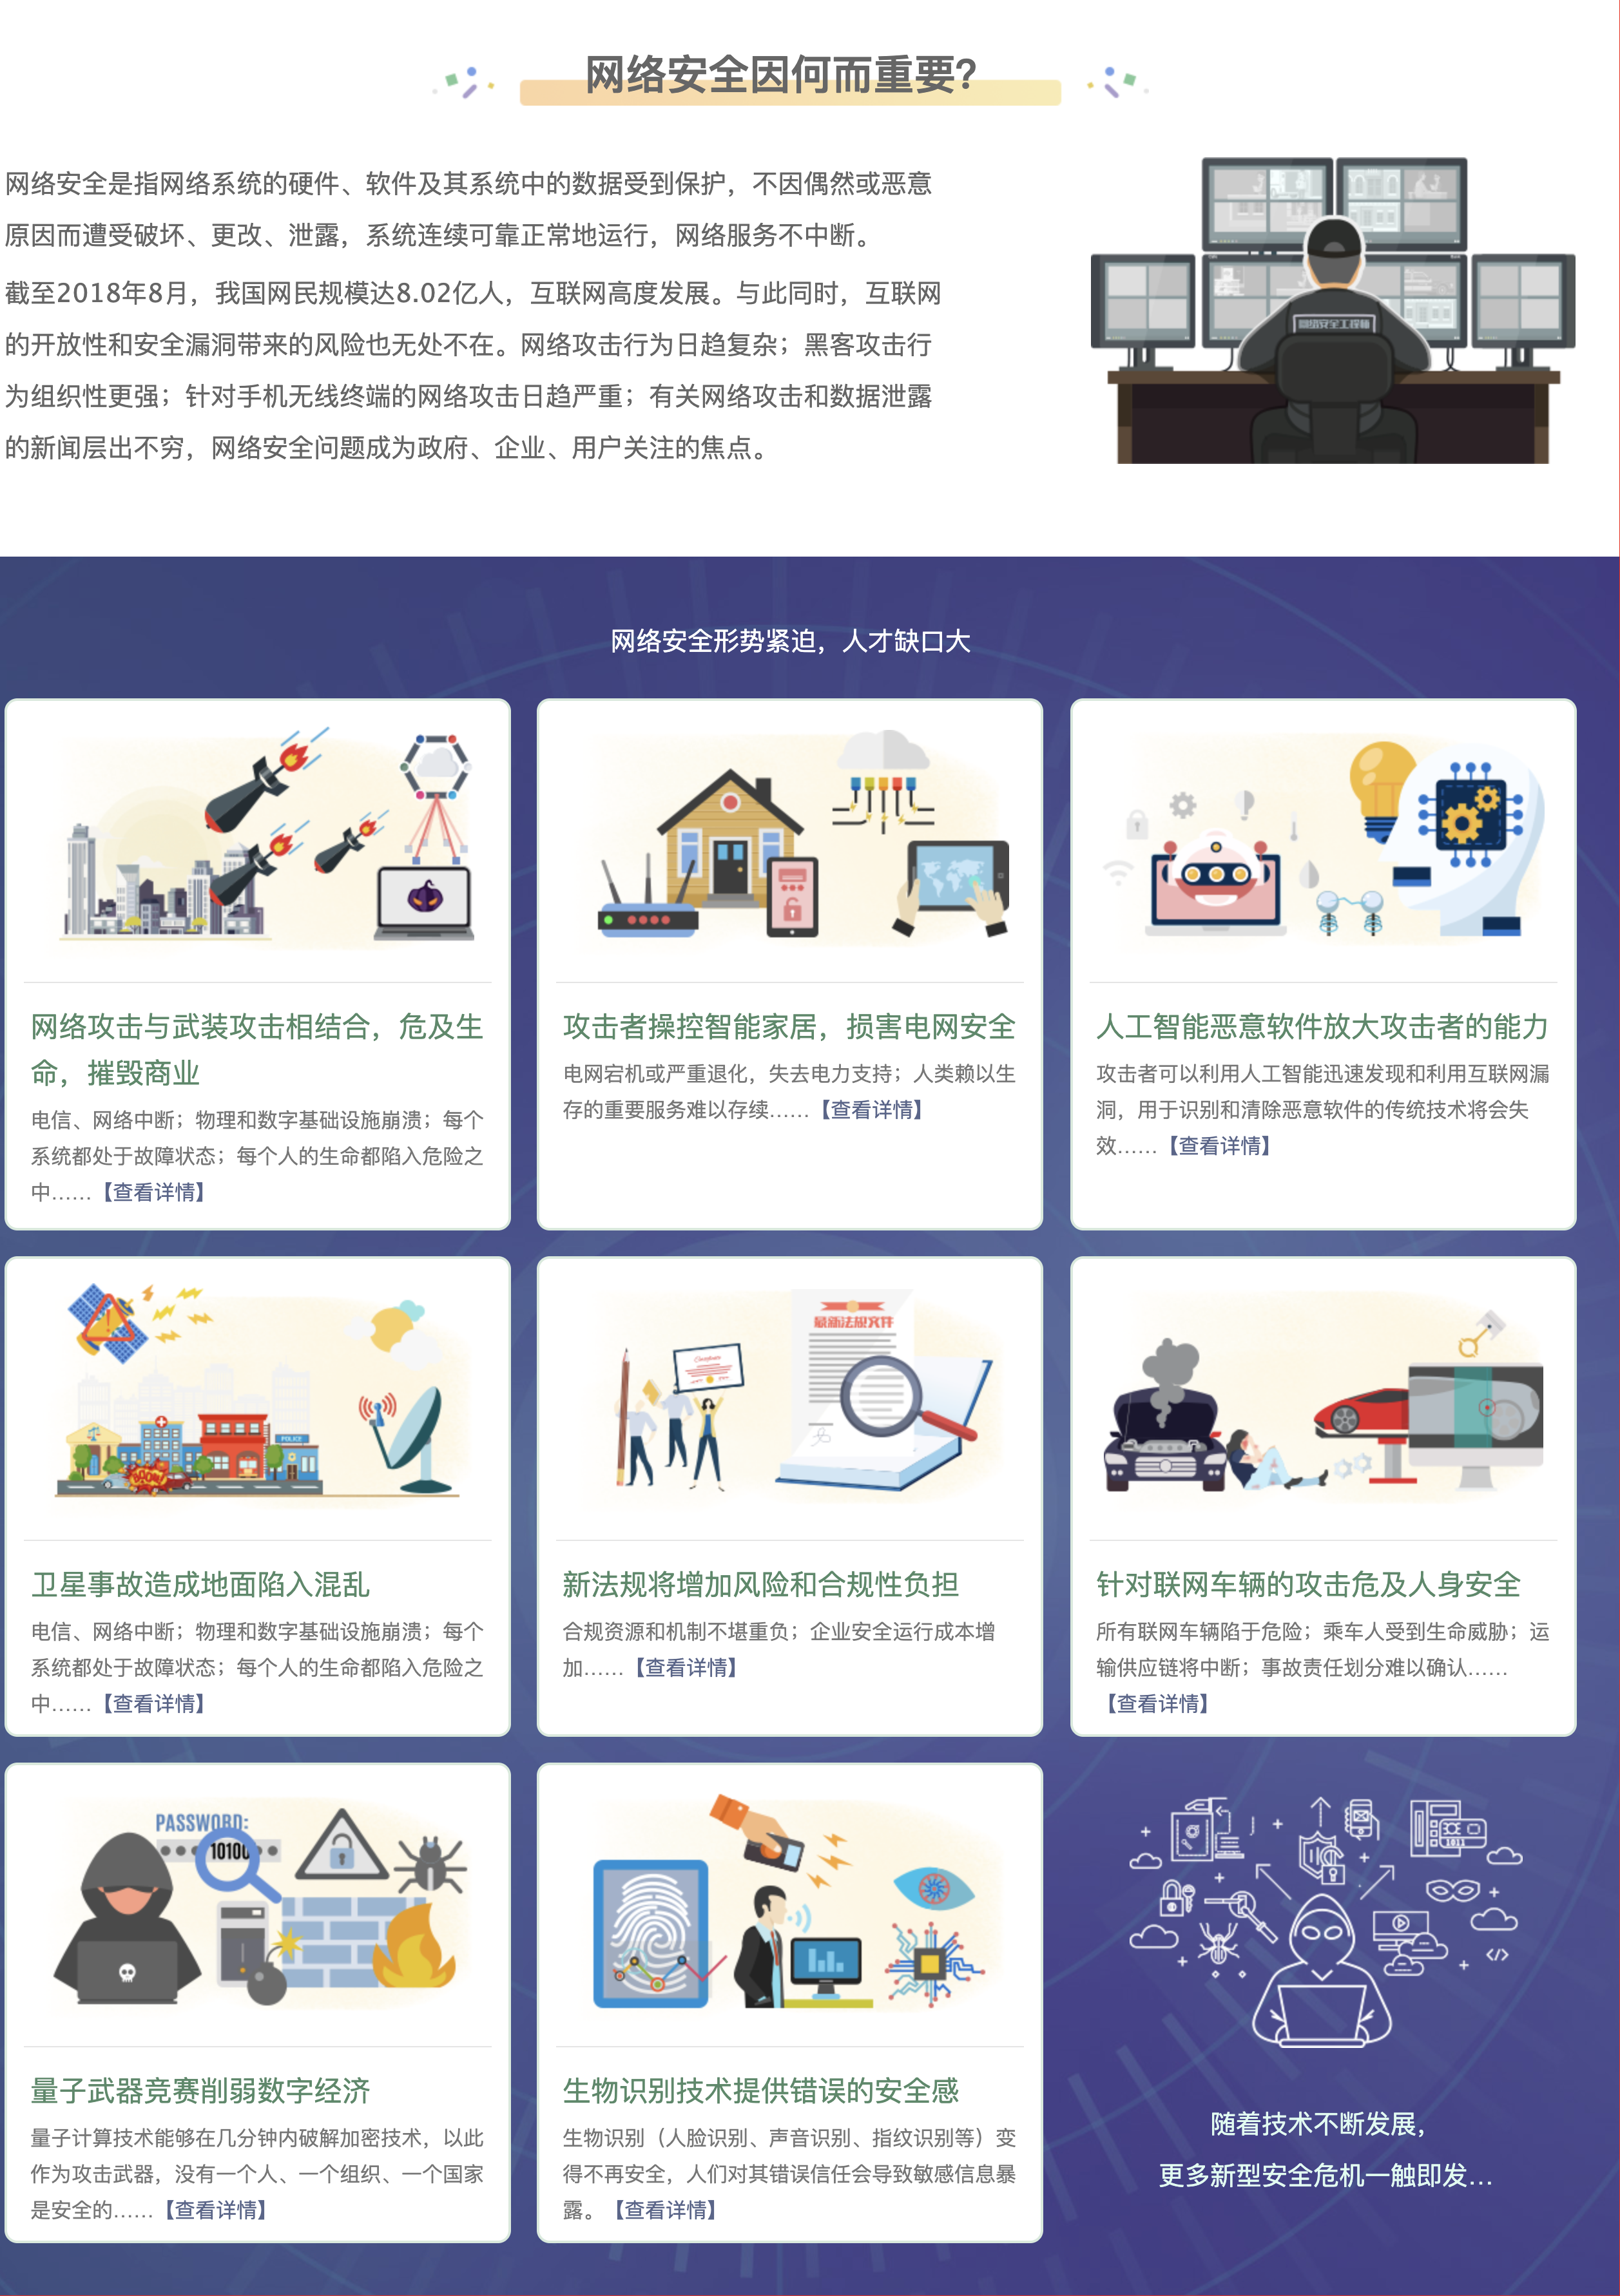 网络安全因何而重要?
网络安全是指网络系统的硬件、软件及其系统中的数据受到保护，不因偶然或恶意
原因而遭受破坏、更改、泄露，系统连续可靠正常地运行，网络服务不中断。
截至2018年8月，我国网民规模达8.02亿人，互联网高度发展。与此同时，互联网
的开放性和安全漏洞带来的风险也无处不在。网络攻击行为日趋复杂；黑客攻击行
为组织性更强；针对手机无线终端的网络攻击日趋严重；有关网络攻击和数据泄露
的新闻层出不穷，网络安全问题成为政府、企业、用户关注的焦点。
网络安全工程师
网络安全形势紧迫，人才缺口大
网络攻击与武装攻击相结合，危及生
命，摧毁商业
电信、网络中断；物理和数字基础设施崩溃；每个
系统都处于故障状态；每个人的生命都陷入危险之
中……【查看详情】
攻击者操控智能家居，损害电网安全
电网宕机或严重退化，失去电力支持；人类赖以生
存的重要服务难以存续……【查看详情】
人工智能恶意软件放大攻击者的能力
攻击者可以利用人工智能迅速发现和利用互联网漏
洞，用于识别和清除恶意软件的传统技术将会失
效……【查看详情】
POLICE
BOOM!
卫星事故造成地面陷入混乱
电信、网络中断；物理和数字基础设施崩溃；每个
系统都处于故障状态；每个人的生命都陷入危险之
中……【查看详情】
最新法规文件
Certificate
新法规将增加风险和合规性负担
合规资源和机制不堪重负；企业安全运行成本增
加……【查看详情】
针对联网车辆的攻击危及人身安全
所有联网车辆陷于危险；乘车人受到生命威胁；运
输供应链将中断；事故责任划分难以确认……
【查看详情】
PASSWORD:
10100
量子武器竞赛削弱数字经济
量子计算技术能够在几分钟内破解加密技术，以此
作为攻击武器，没有一个人、一个组织、一个国家
是安全的……【查看详情】
生物识别技术提供错误的安全感
生物识别（人脸识别、声音识别、指纹识别等）变
得不再安全，人们对其错误信任会导致敏感信息暴
露。【查看详情】
1011
</>
随着技术不断发展，
更多新型安全危机一触即发...